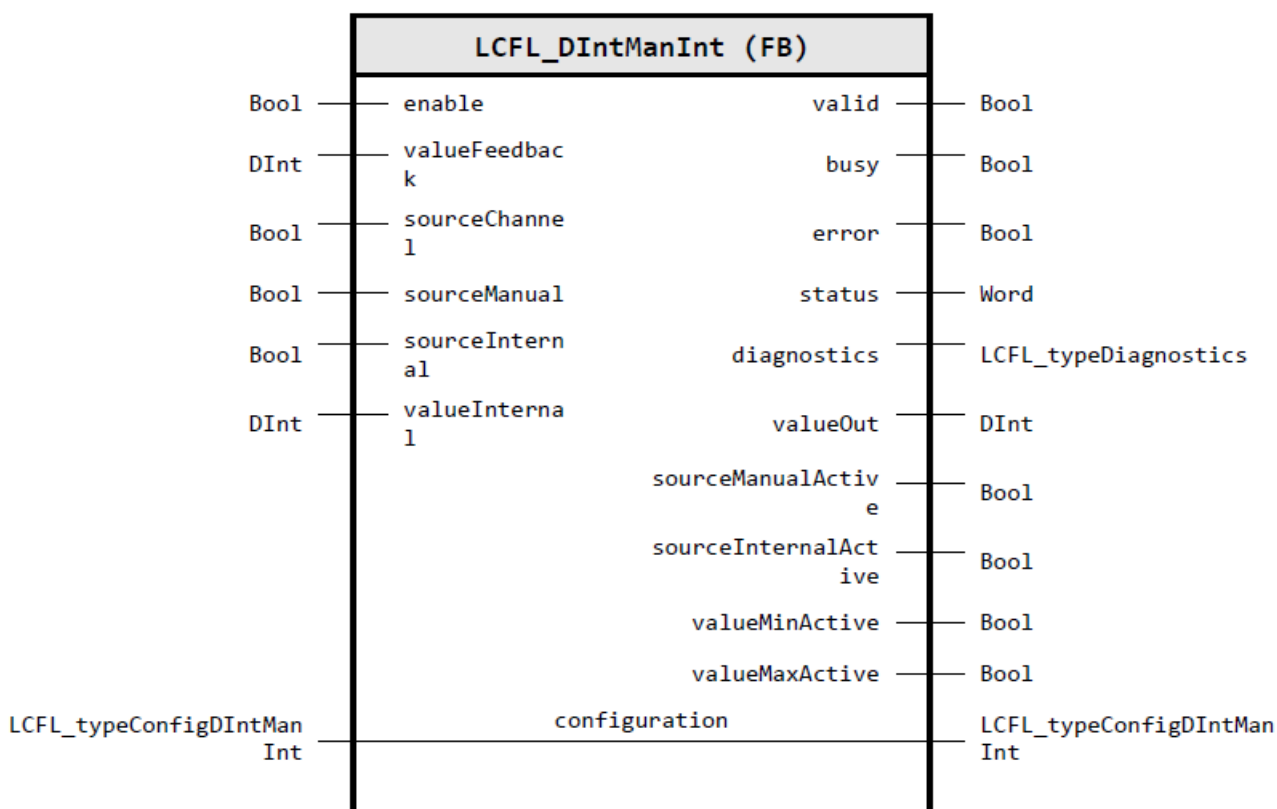 LCFL_DIntManInt (FB)
Bool enable valid Bool
DInt valueFeedbac
k busy Bool
Bool sourceChanne
l error Bool
Bool sourceManual status Word
Bool sourceIntern
al diagnostics LCFL_typeDiagnostics
DInt valueInterna
l valueOut DInt
sourceManualActiv
e Bool
sourceInternalAct
ive Bool
valueMinActive Bool
valueMaxActive Bool
LCFL_typeConfigDIntMan
Int configuration LCFL_typeConfigDIntMan
Int